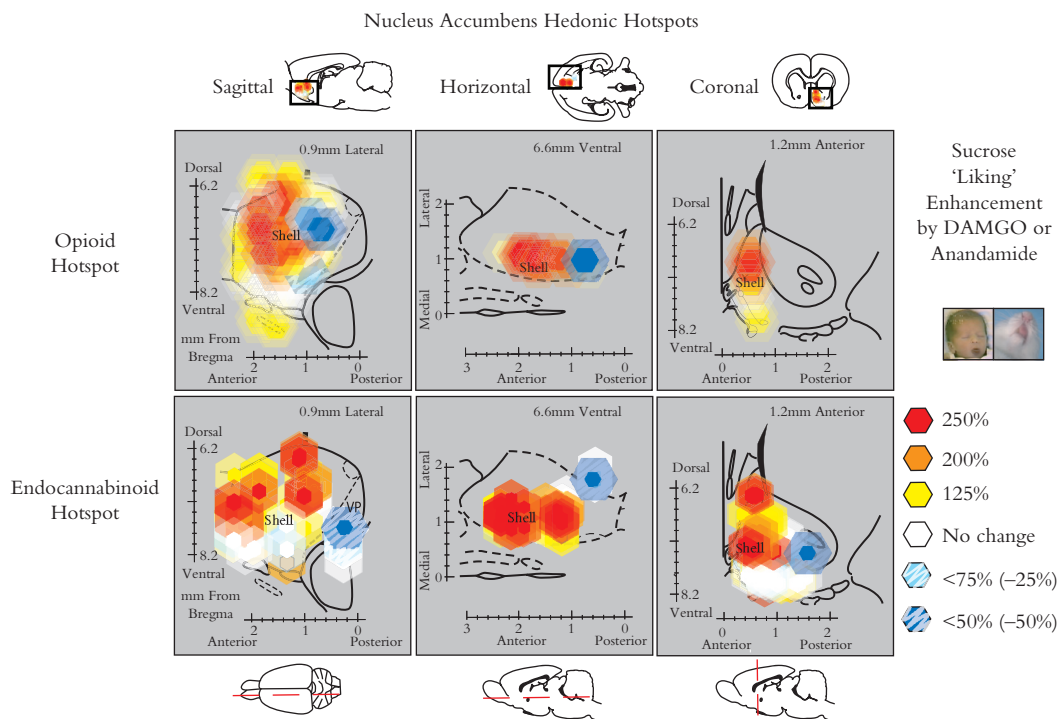 Nucleus Accumbens Hedonic Hotspots
Sagittal
Horizontal
Coronal
Opioid
Hotspot
0.9mm Lateral
Dorsal
6.2
Shell
8.2
Ventral
mm From
Bregma
2 1 0
Anterior Posterior
6.6mm Ventral
Lateral
2
1
Shell
Medial
0
3 2 1 0
Anterior Posterior
1.2mm Anterior
Dorsal
6.2
Shell
8.2
Ventral
0 1 2
Anterior Posterior
Sucrose
‘Liking’
Enhancement
by DAMGO or
Anandamide
Endocannabinoid
Hotspot
0.9mm Lateral
Dorsal
6.2
Shell
VP
8.2
Ventral
mm From
Bregma
2 1 0
Anterior Posterior
6.6mm Ventral
Lateral
2
1
Shell
Medial
0
3 2 1 0
Anterior Posterior
1.2mm Anterior
Dorsal
6.2
Shell
8.2
Ventral
0 1 2
Anterior Posterior
250%
200%
125%
No change
<75% (–25%)
<50% (–50%)